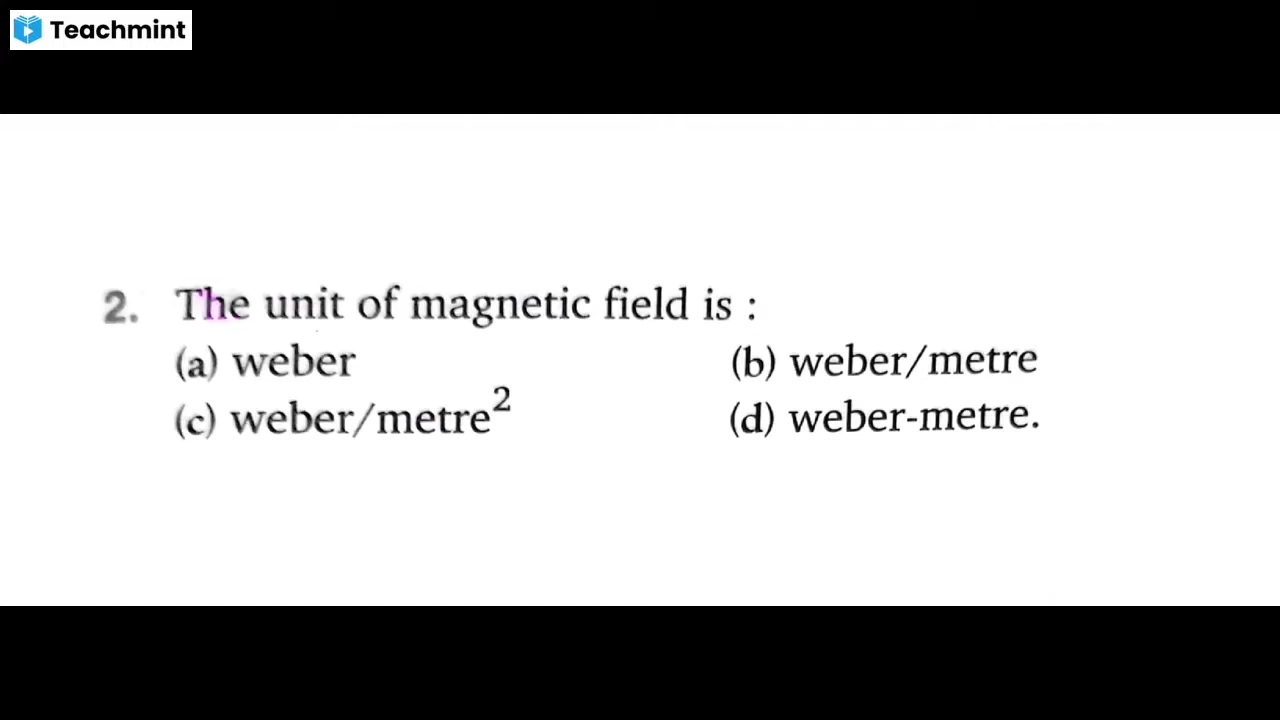 Teachmint
2. The unit of magnetic field is :
(a) weber (b) weber/metre
(c) weber/metre² (d) weber-metre.